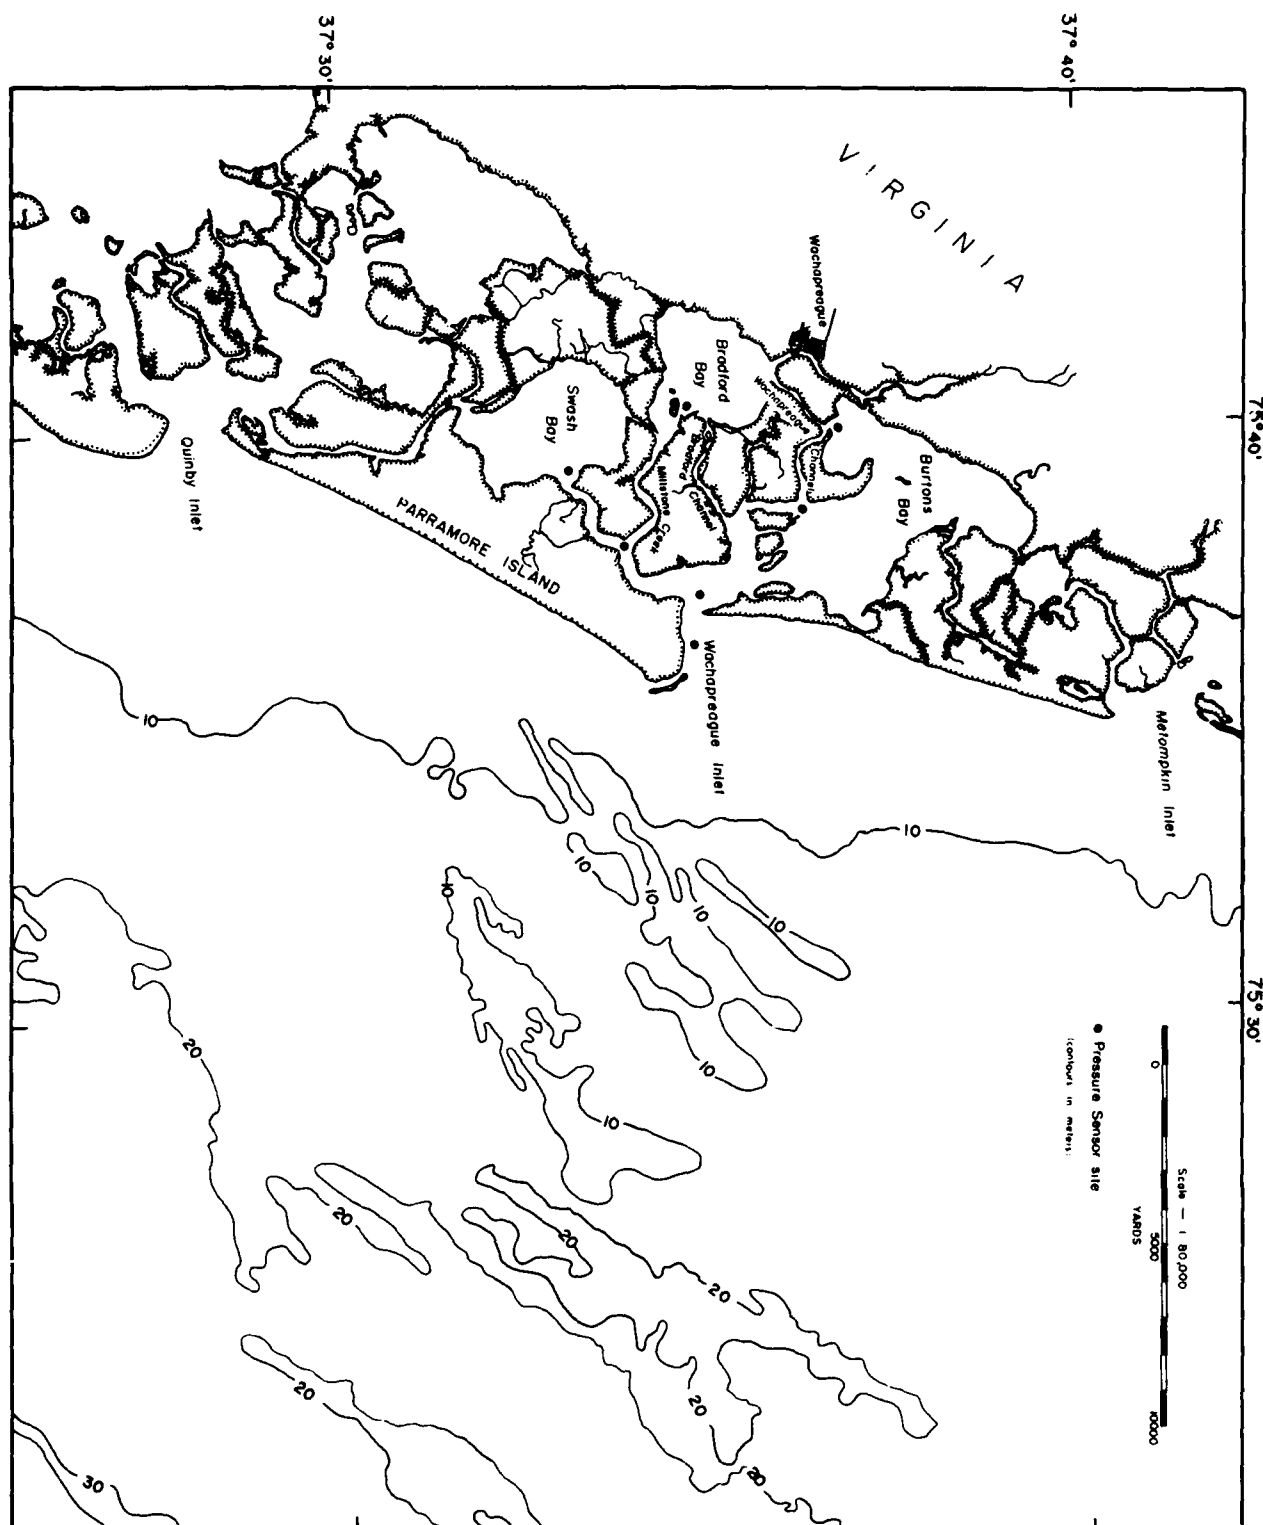 37° 30'
37° 40'
VIRGINIA
Wachapreague
75° 40'
Bradford
Bay
Wachapreague
Channel
Burtons
Bay
Swash
Bay
Bradford
Channel
Millstone Creek
Quinby Inlet
PARRAMORE ISLAND
Wachapreague Inlet
Metompkin Inlet
10
10
10
10
10
10
10
10
10
75° 30'
Scale — 1 80,000
0
5000
10000
YARDS
Pressure Sensor site
(contours in meters)
20
20
20
20
20
20
20
30